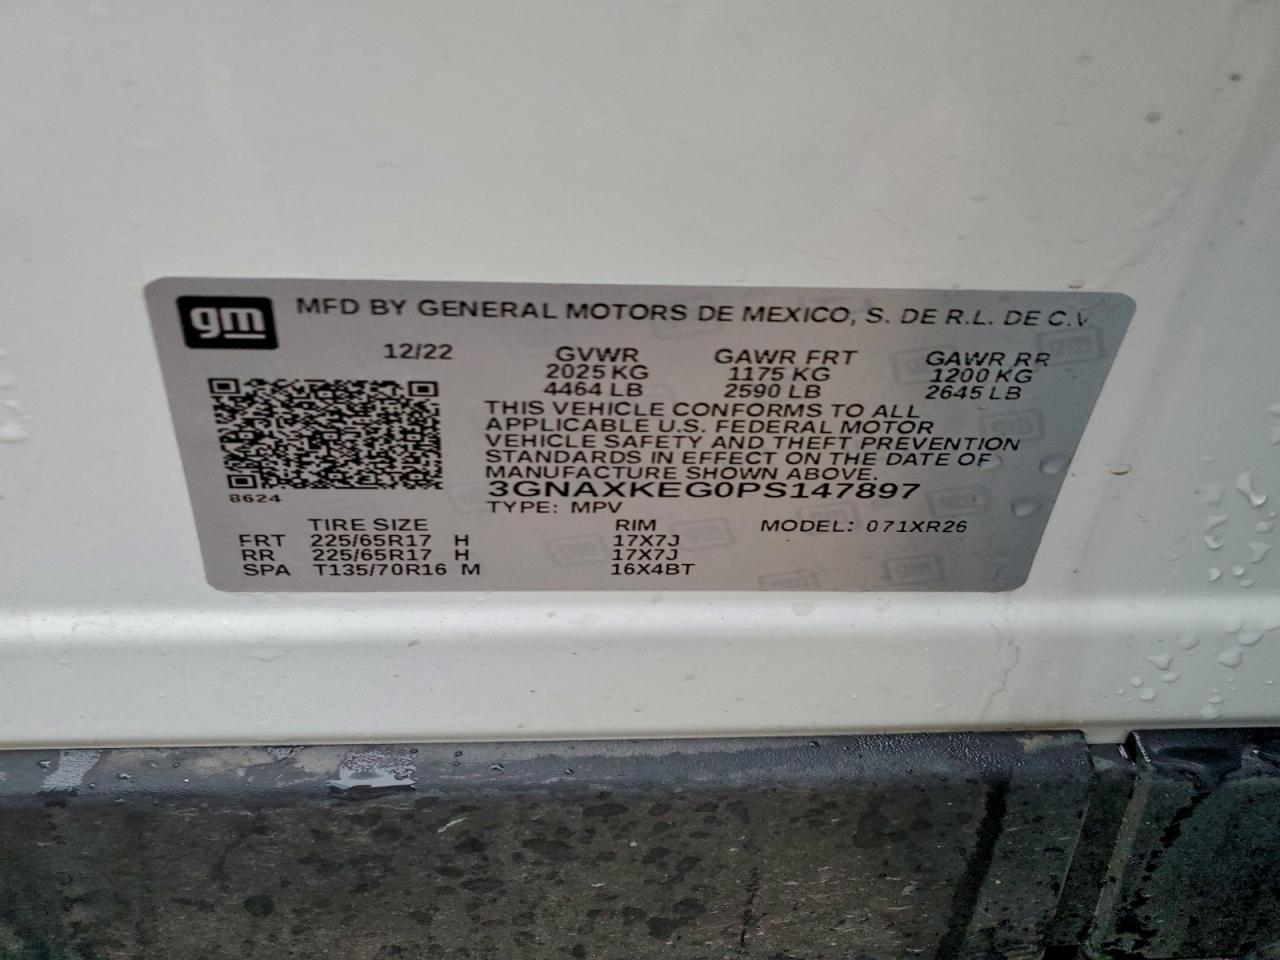 gm MFD BY GENERAL MOTORS DE MEXICO, S. DE R.L. DE C.V.
12/22 GVWR GAWR FRT GAWR RR
2025 KG 1175 KG 1200 KG
4464 LB 2590 LB 2645 LB
THIS VEHICLE CONFORMS TO ALL
APPLICABLE U.S. FEDERAL MOTOR
VEHICLE SAFETY AND THEFT PREVENTION
STANDARDS IN EFFECT ON THE DATE OF
MANUFACTURE SHOWN ABOVE.
8624 3GNAXKEG0PS147897
TYPE: MPV
TIRE SIZE RIM MODEL: 071XR26
FRT 225/65R17 H 17X7J
RR 225/65R17 H 17X7J
SPA T135/70R16 M 16X4BT